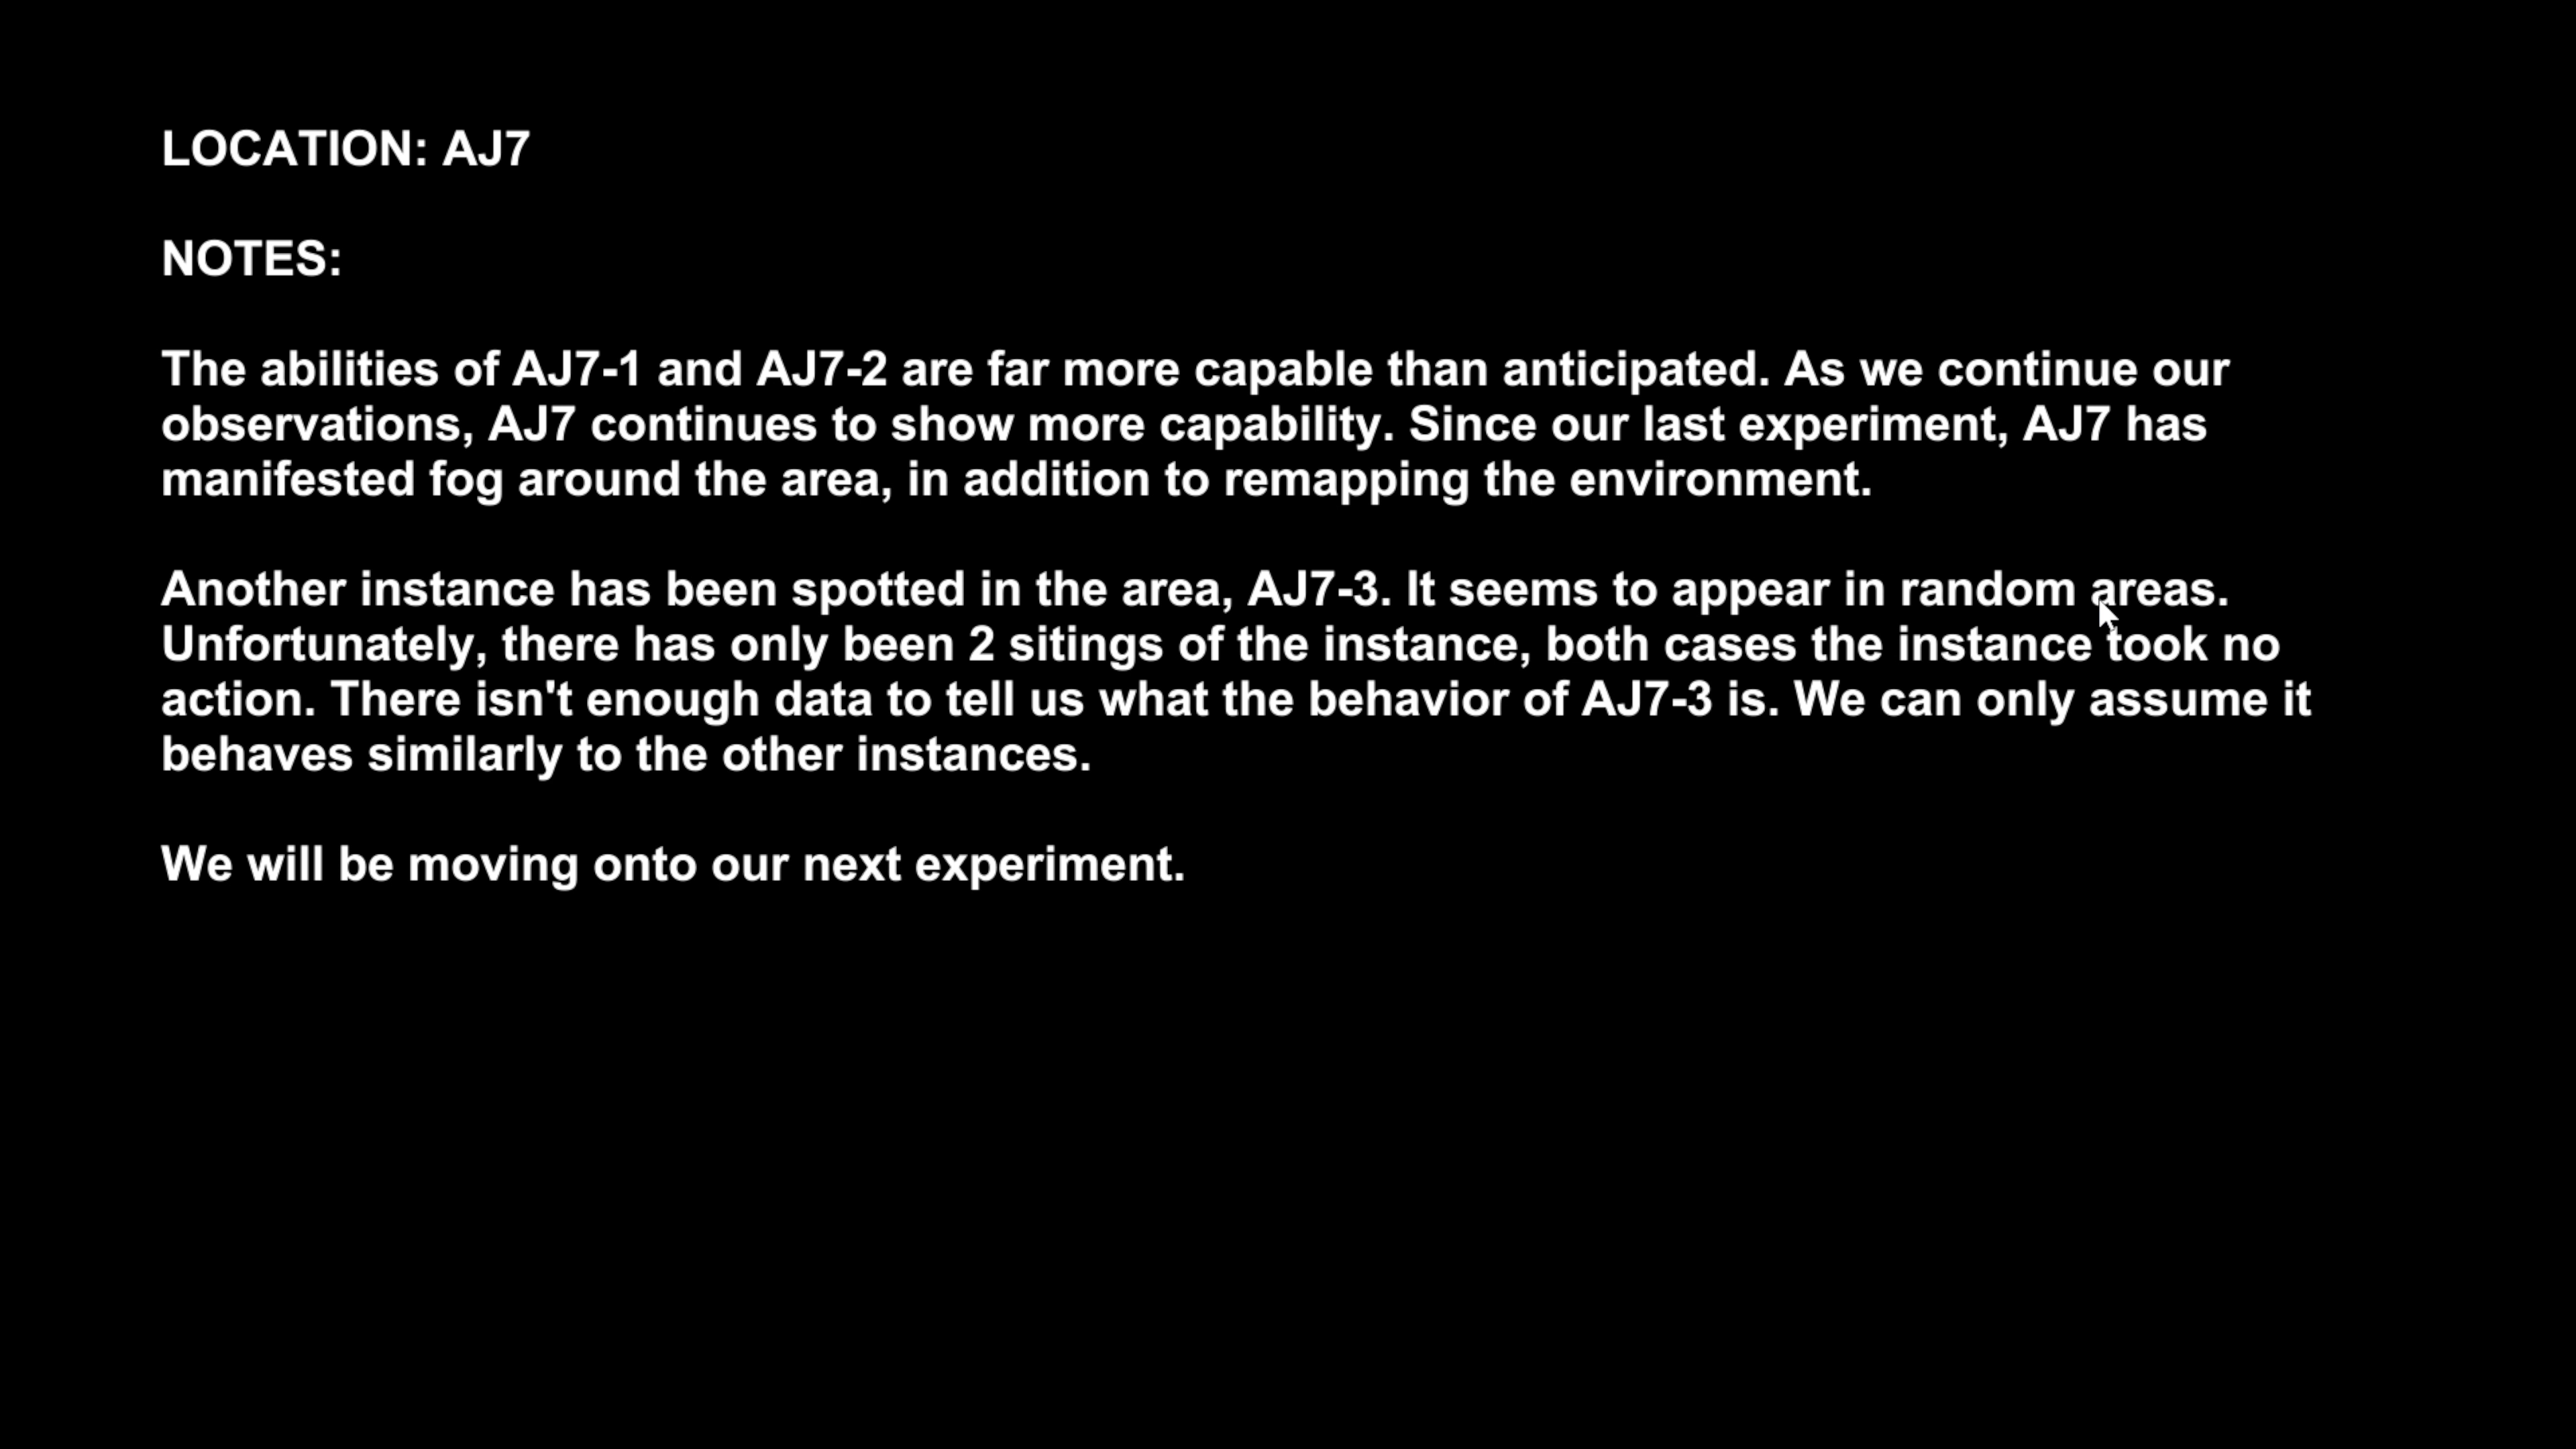 LOCATION: AJ7
NOTES:
The abilities of AJ7-1 and AJ7-2 are far more capable than anticipated. As we continue our
observations, AJ7 continues to show more capability. Since our last experiment, AJ7 has
manifested fog around the area, in addition to remapping the environment.
Another instance has been spotted in the area, AJ7-3. It seems to appear in random areas.
Unfortunately, there has only been 2 sitings of the instance, both cases the instance took no
action. There isn't enough data to tell us what the behavior of AJ7-3 is. We can only assume it
behaves similarly to the other instances.
We will be moving onto our next experiment.